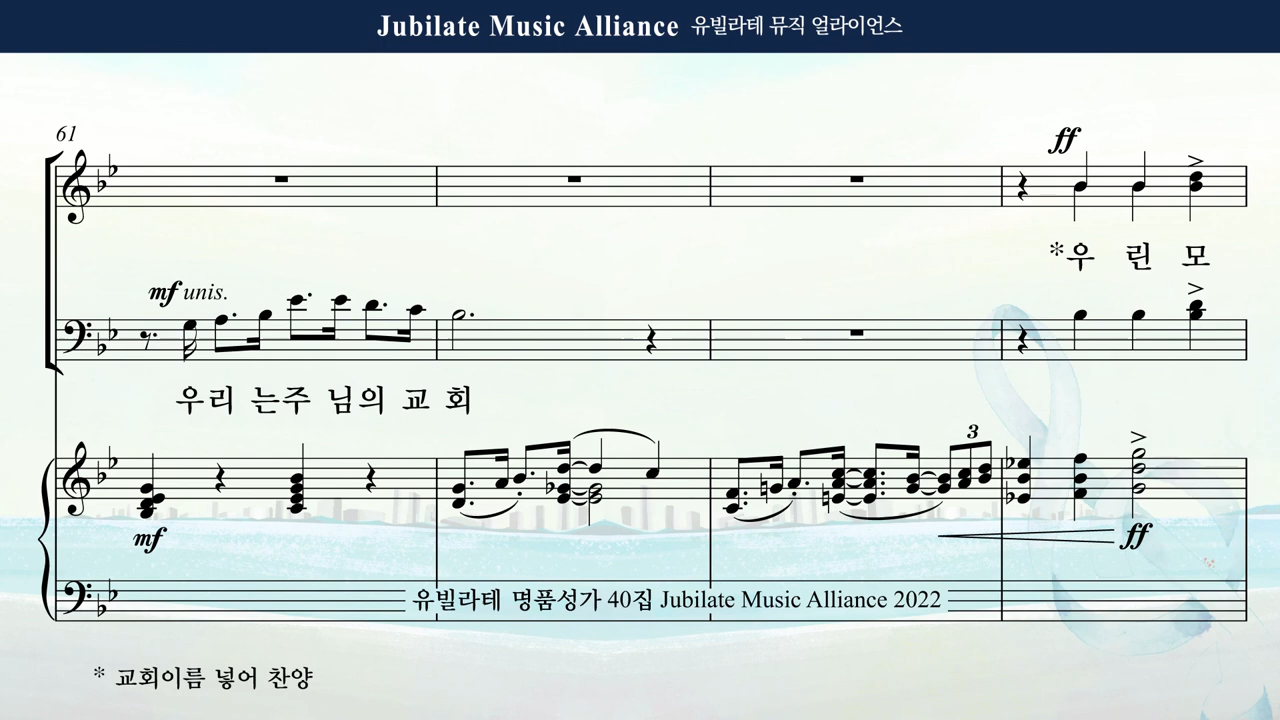 Jubilate Music Alliance 유빌라테 뮤직 얼라이언스
61
ff
*우 린 모
mf unis.
우리 는주 님의 교 회
3
mf
ff
유빌라테 명품성가 40집 Jubilate Music Alliance 2022
* 교회이름 넣어 찬양